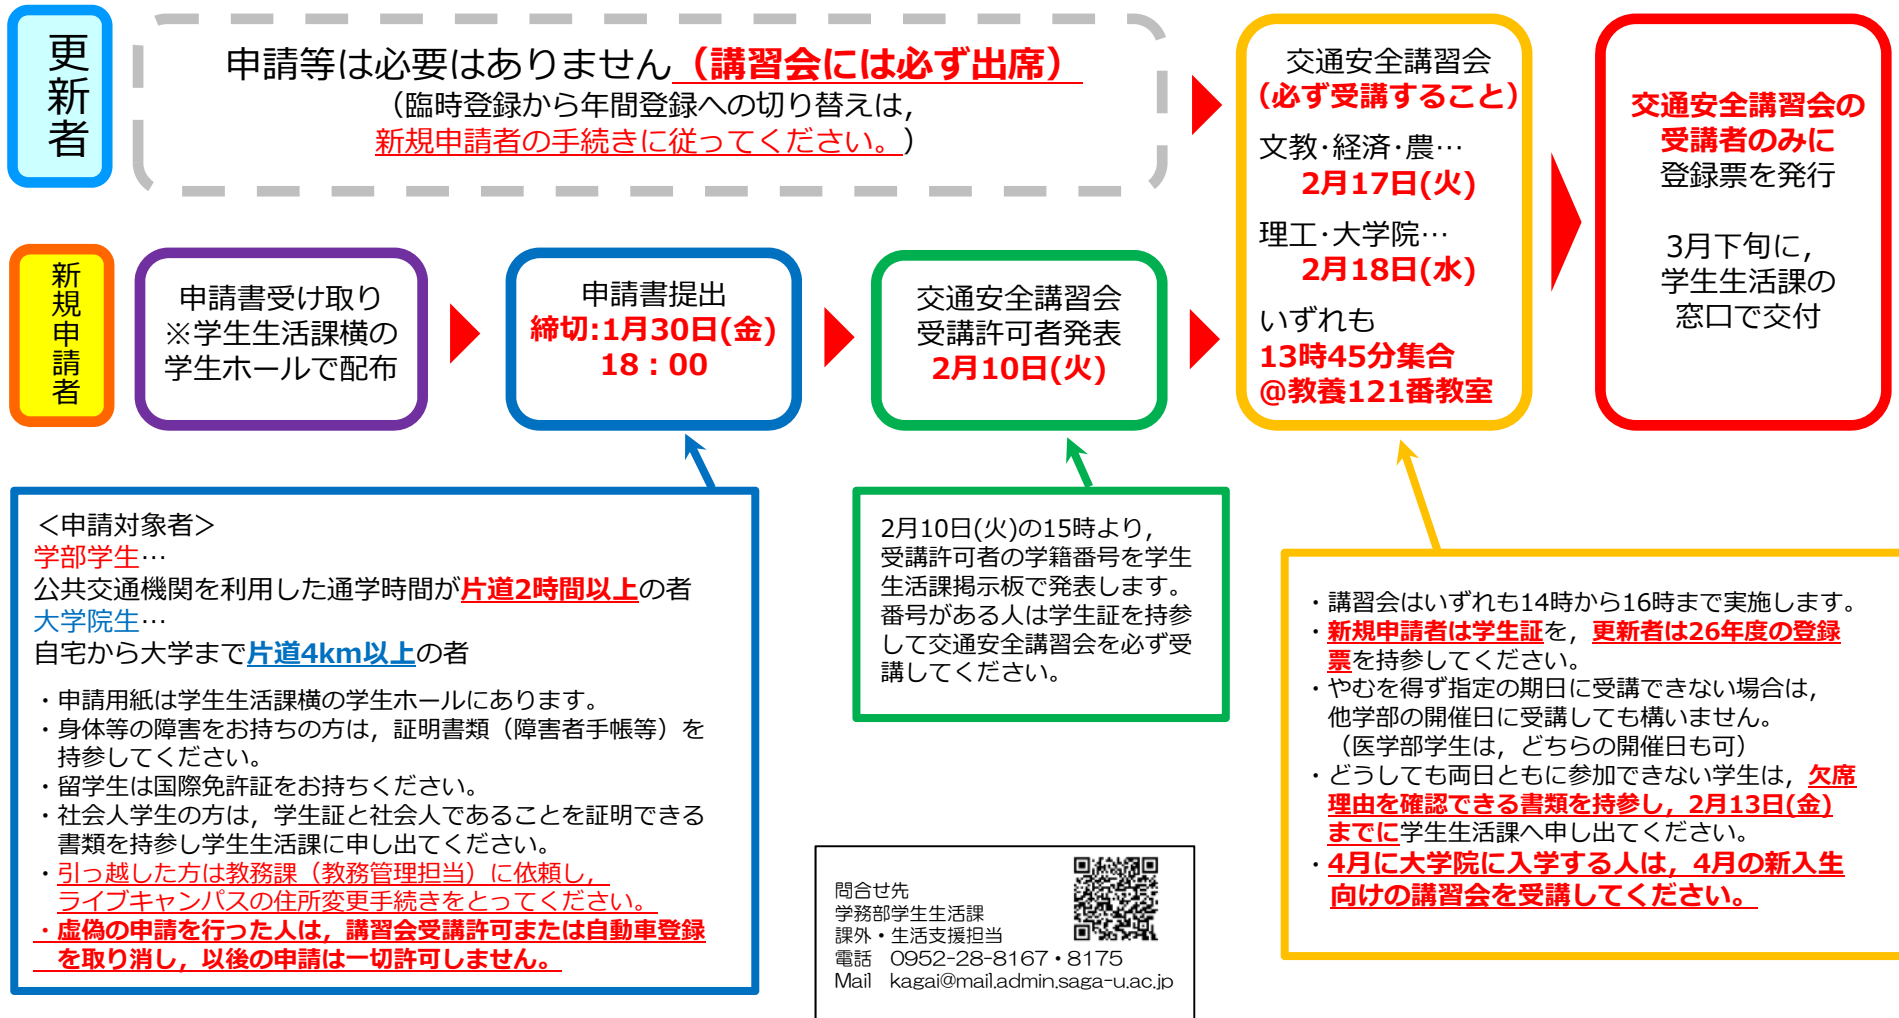 更新者
申請等は必要はありません（講習会には必ず出席）
（臨時登録から年間登録への切り替えは，
新規申請者の手続きに従ってください。）
交通安全講習会
（必ず受講すること）
文教･経済･農…
2月17日(火)
理工･大学院…
2月18日(水)
いずれも
13時45分集合
@教養121番教室
交通安全講習会の
受講者のみに
登録票を発行
3月下旬に，
学生生活課の
窓口で交付
新規申請者
申請書受け取り
※学生生活課横の
学生ホールで配布
申請書提出
締切:1月30日(金)
18：00
交通安全講習会
受講許可者発表
2月10日(火)
＜申請対象者＞
学部学生…
公共交通機関を利用した通学時間が片道2時間以上の者
大学院生…
自宅から大学まで片道4km以上の者
・申請用紙は学生生活課横の学生ホールにあります。
・身体等の障害をお持ちの方は，証明書類（障害者手帳等）を
持参してください。
・留学生は国際免許証をお持ちください。
・社会人学生の方は，学生証と社会人であることを証明できる
書類を持参し学生生活課に申し出てください。
・引っ越した方は教務課（教務管理担当）に依頼し，
ライブキャンパスの住所変更手続きをとってください。
・虚偽の申請を行った人は，講習会受講許可または自動車登録
を取り消し，以後の申請は一切許可しません。
2月10日(火)の15時より，
受講許可者の学籍番号を学生
生活課掲示板で発表します。
番号がある人は学生証を持参
して交通安全講習会を必ず受
講してください。
問合せ先
学務部学生生活課
課外・生活支援担当
電話　0952-28-8167・8175
Mail　kagai@mail.admin.saga-u.ac.jp
・講習会はいずれも14時から16時まで実施します。
・新規申請者は学生証を，更新者は26年度の登録
票を持参してください。
・やむを得ず指定の期日に受講できない場合は，
他学部の開催日に受講しても構いません。
（医学部学生は，どちらの開催日も可）
・どうしても両日ともに参加できない学生は，欠席
理由を確認できる書類を持参し，2月13日(金)
までに学生生活課へ申し出てください。
・4月に大学院に入学する人は，4月の新入生
向けの講習会を受講してください。